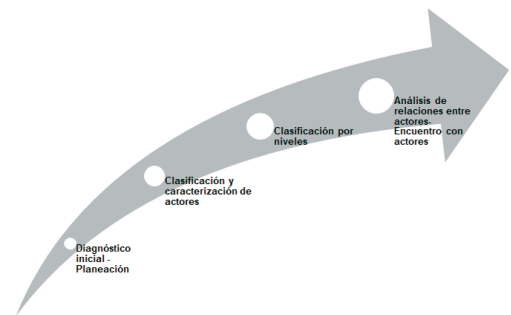 Diagnóstico
inicial -
Planeación
Clasificación y
caracterización de
actores
Clasificación por
niveles
Análisis de
relaciones entre
actores-
Encuentro con
actores